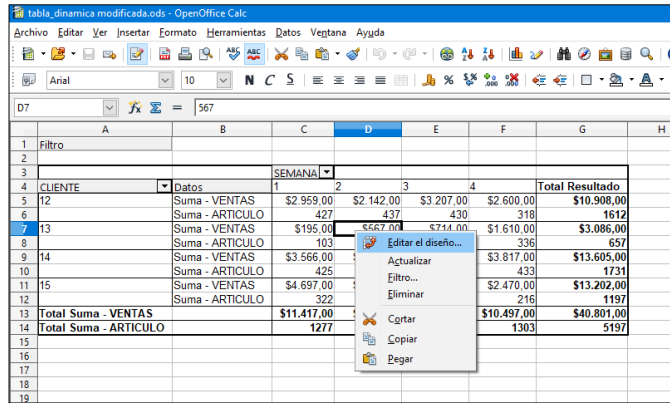 tabla_dinamica modificada.ods - OpenOffice Calc
Archivo Editar Ver Insertar Formato Herramientas Datos Ventana Ayuda
Arial 10 N C S
D7 = 567
A B C D E F G H
1 Filtro
2
3 SEMANA
4 CLIENTE Datos 1 2 3 4 Total Resultado
5 12 Suma - VENTAS $2.959,00 $2.142,00 $3.207,00 $2.600,00 $10.908,00
6 Suma - ARTICULO 427 437 430 318 1612
7 13 Suma - VENTAS $195,00 $567,00 $714,00 $1.610,00 $3.086,00
8 Suma - ARTICULO 103 336 657
9 14 Suma - VENTAS $3.566,00 $3.817,00 $13.605,00
10 Suma - ARTICULO 425 433 1731
11 15 Suma - VENTAS $4.697,00 $2.470,00 $13.202,00
12 Suma - ARTICULO 322 216 1197
13 Total Suma - VENTAS $11.417,00 $10.497,00 $40.801,00
14 Total Suma - ARTICULO 1277 1303 5197
15
16
17
18
19
Editar el diseño...
Actualizar
Filtro...
Eliminar
Cortar
Copiar
Pegar